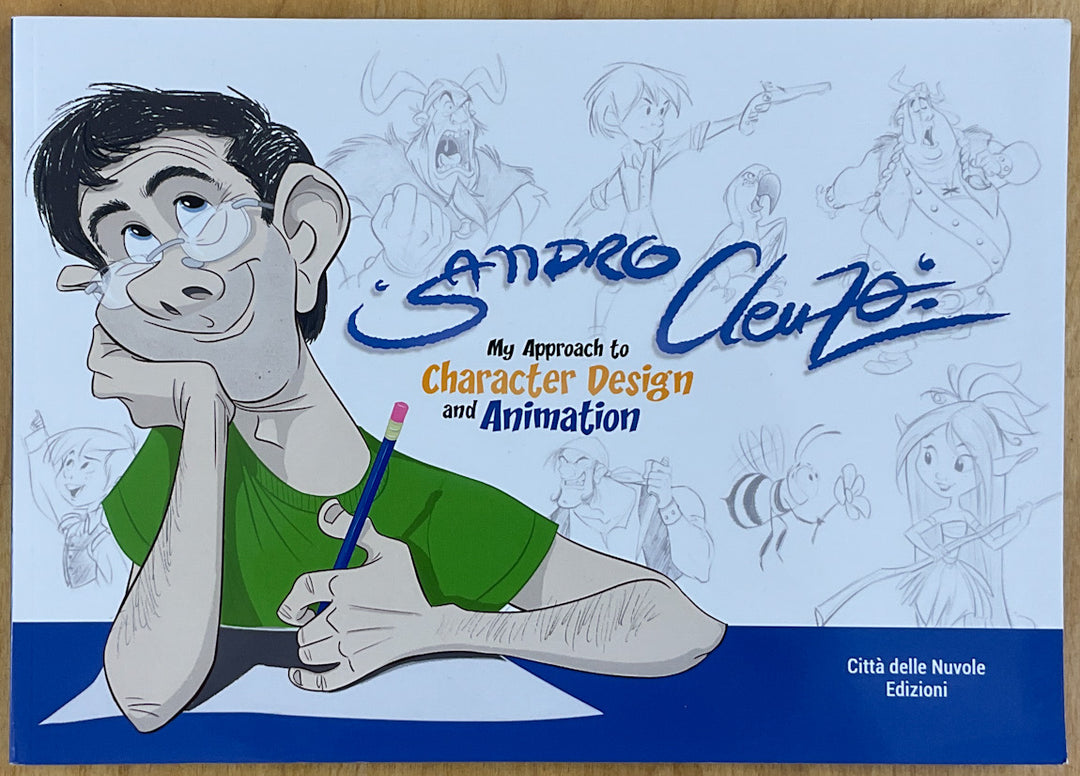 SANDRO Cleuzo
My Approach to
Character Design
and Animation
Città delle Nuvole
Edizioni